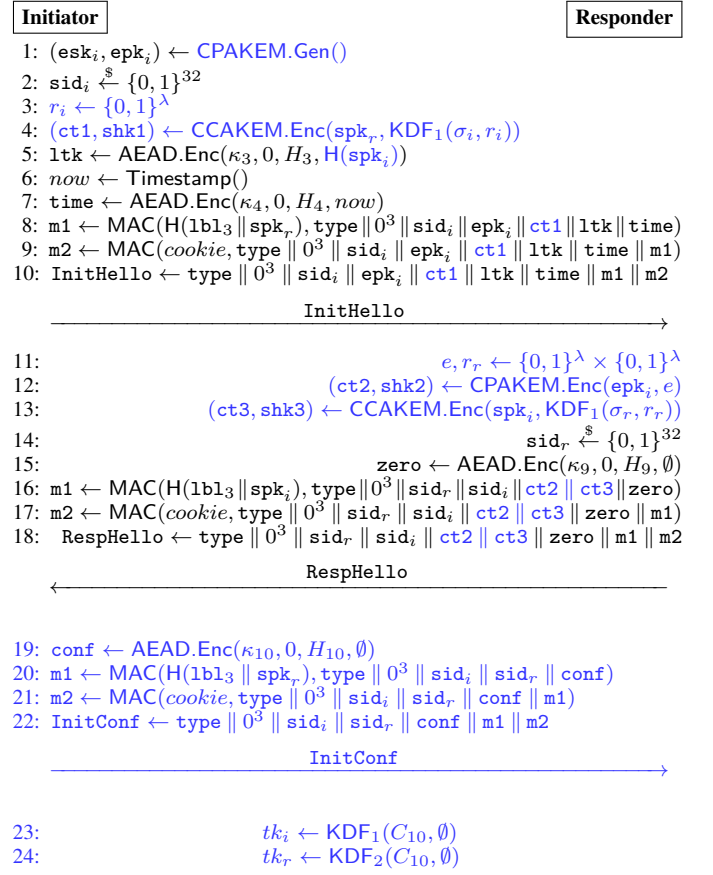 Initiator
Responder
1: (esk_i, epk_i) ← CPAKEM.Gen()
2: sid_i ←$ {0, 1}^32
3: r_i ← {0, 1}^λ
4: (ct1, shk1) ← CCAKEM.Enc(spk_r, KDF_1(σ_i, r_i))
5: ltk ← AEAD.Enc(κ_3, 0, H_3, H(spk_i))
6: now ← Timestamp()
7: time ← AEAD.Enc(κ_4, 0, H_4, now)
8: m1 ← MAC(H(lbl_3 ‖ spk_r), type ‖ 0^3 ‖ sid_i ‖ epk_i ‖ ct1 ‖ ltk ‖ time)
9: m2 ← MAC(cookie, type ‖ 0^3 ‖ sid_i ‖ epk_i ‖ ct1 ‖ ltk ‖ time ‖ m1)
10: InitHello ← type ‖ 0^3 ‖ sid_i ‖ epk_i ‖ ct1 ‖ ltk ‖ time ‖ m1 ‖ m2
InitHello
11: e, r_r ← {0, 1}^λ × {0, 1}^λ
12: (ct2, shk2) ← CPAKEM.Enc(epk_i, e)
13: (ct3, shk3) ← CCAKEM.Enc(spk_i, KDF_1(σ_r, r_r))
14: sid_r ←$ {0, 1}^32
15: zero ← AEAD.Enc(κ_9, 0, H_9, ∅)
16: m1 ← MAC(H(lbl_3 ‖ spk_i), type ‖ 0^3 ‖ sid_r ‖ sid_i ‖ ct2 ‖ ct3 ‖ zero)
17: m2 ← MAC(cookie, type ‖ 0^3 ‖ sid_r ‖ sid_i ‖ ct2 ‖ ct3 ‖ zero ‖ m1)
18: RespHello ← type ‖ 0^3 ‖ sid_r ‖ sid_i ‖ ct2 ‖ ct3 ‖ zero ‖ m1 ‖ m2
RespHello
19: conf ← AEAD.Enc(κ_10, 0, H_10, ∅)
20: m1 ← MAC(H(lbl_3 ‖ spk_r), type ‖ 0^3 ‖ sid_i ‖ sid_r ‖ conf)
21: m2 ← MAC(cookie, type ‖ 0^3 ‖ sid_i ‖ sid_r ‖ conf ‖ m1)
22: InitConf ← type ‖ 0^3 ‖ sid_i ‖ sid_r ‖ conf ‖ m1 ‖ m2
InitConf
23: tk_i ← KDF_1(C_10, ∅)
24: tk_r ← KDF_2(C_10, ∅)